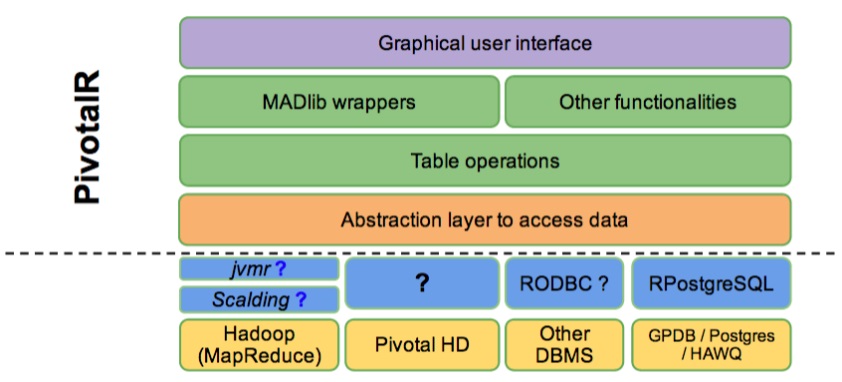 PivotalR
Graphical user interface
MADlib wrappers
Other functionalities
Table operations
Abstraction layer to access data
jvmr ?
Scalding ?
?
RODBC ?
RPostgreSQL
Hadoop
(MapReduce)
Pivotal HD
Other
DBMS
GPDB / Postgres
/ HAWQ